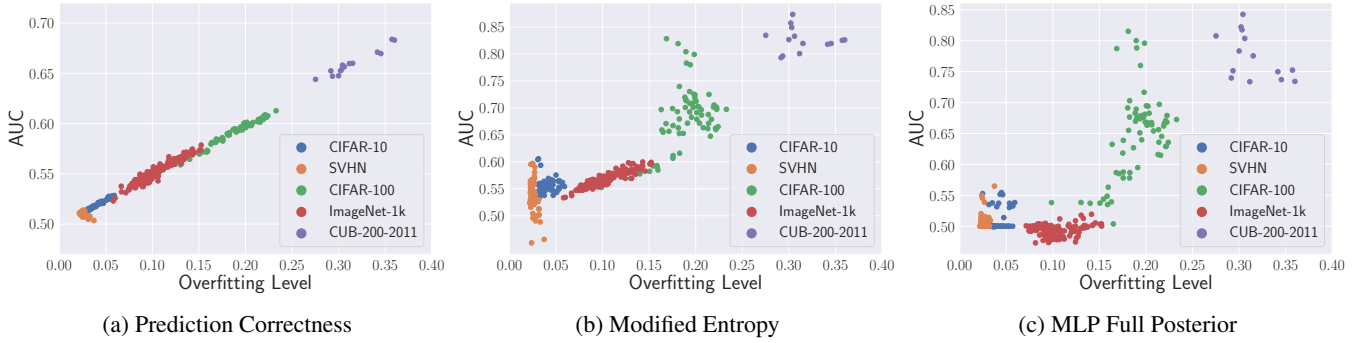 0.70
0.65
0.60
0.55
0.50
AUC
0.00 0.05 0.10 0.15 0.20 0.25 0.30 0.35 0.40
Overfitting Level
CIFAR-10
SVHN
CIFAR-100
ImageNet-1k
CUB-200-2011
(a) Prediction Correctness
0.85
0.80
0.75
0.70
0.65
0.60
0.55
0.50
AUC
0.00 0.05 0.10 0.15 0.20 0.25 0.30 0.35 0.40
Overfitting Level
CIFAR-10
SVHN
CIFAR-100
ImageNet-1k
CUB-200-2011
(b) Modified Entropy
0.85
0.80
0.75
0.70
0.65
0.60
0.55
0.50
AUC
0.00 0.05 0.10 0.15 0.20 0.25 0.30 0.35 0.40
Overfitting Level
CIFAR-10
SVHN
CIFAR-100
ImageNet-1k
CUB-200-2011
(c) MLP Full Posterior